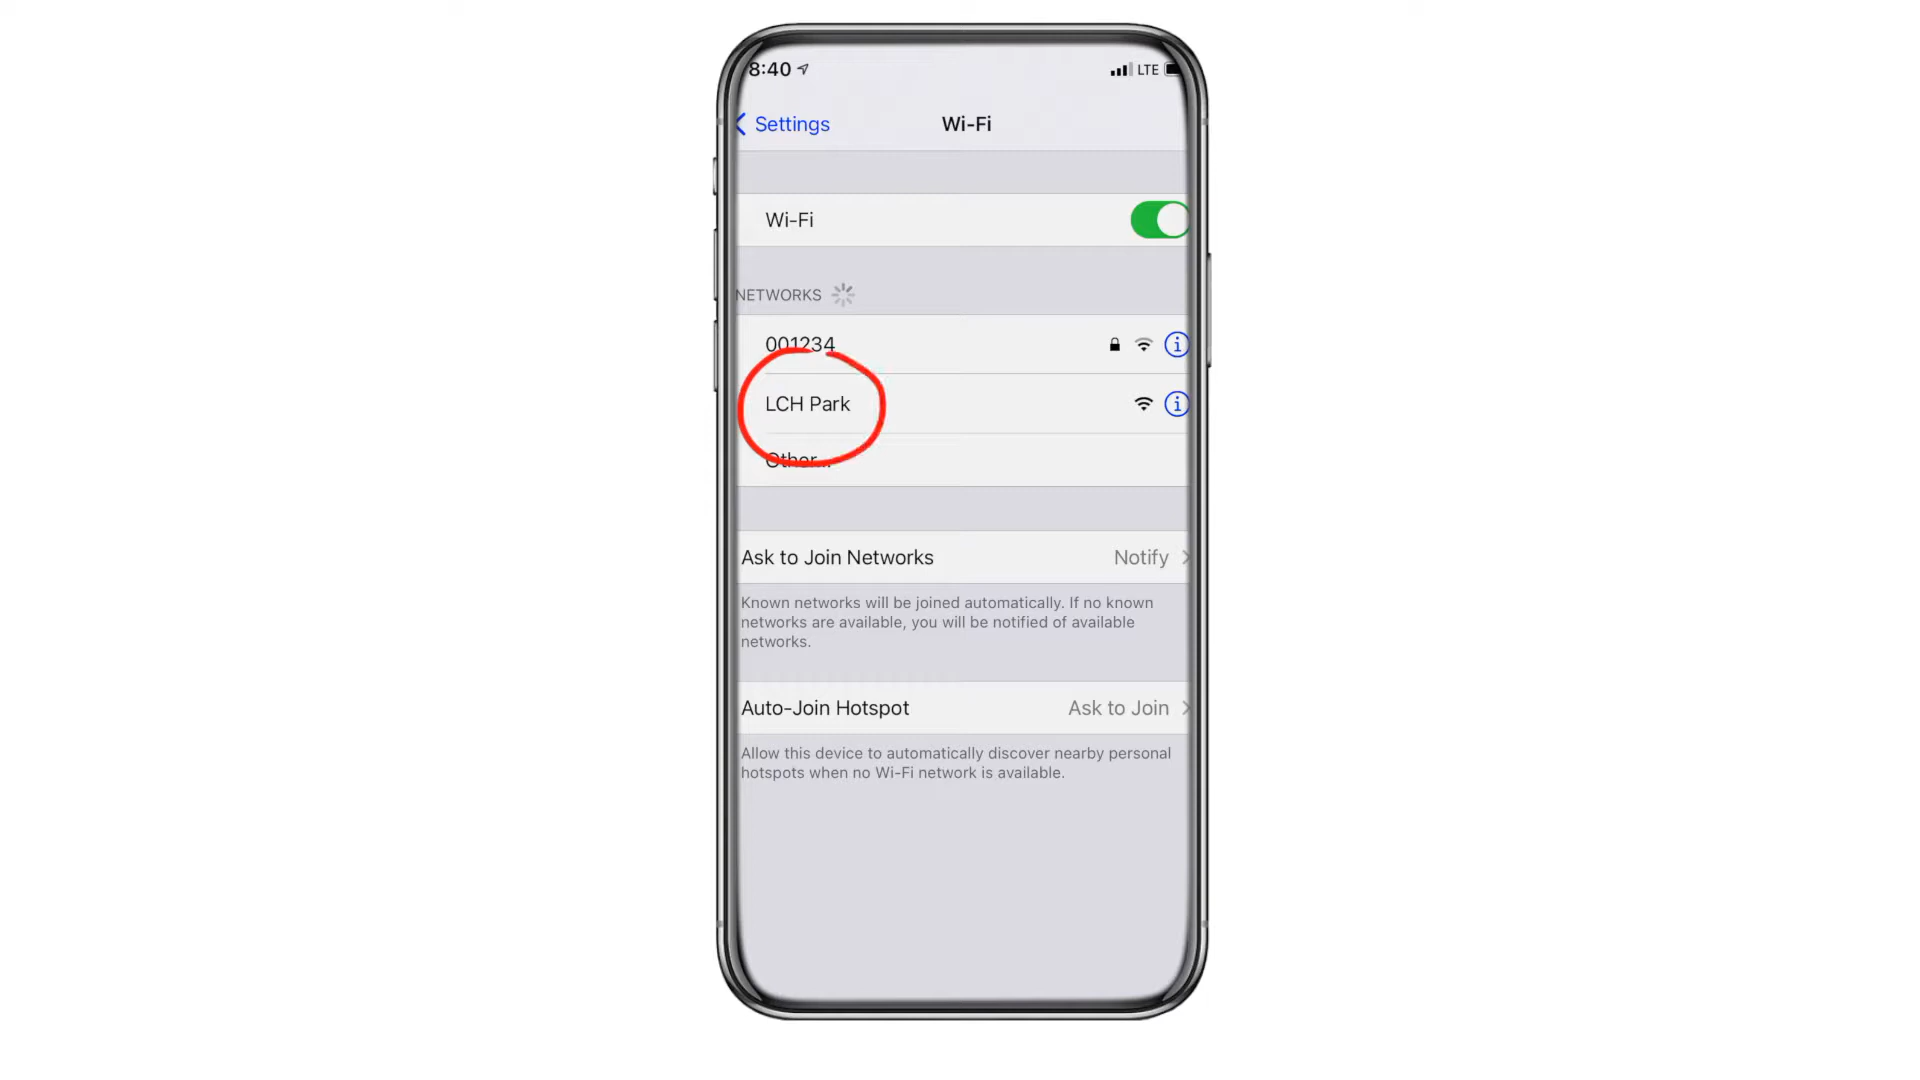 8:40 LTE
Settings Wi-Fi
Wi-Fi
NETWORKS
001234
LCH Park
Other...
Ask to Join Networks Notify
Known networks will be joined automatically. If no known
networks are available, you will be notified of available
networks.
Auto-Join Hotspot Ask to Join
Allow this device to automatically discover nearby personal
hotspots when no Wi-Fi network is available.